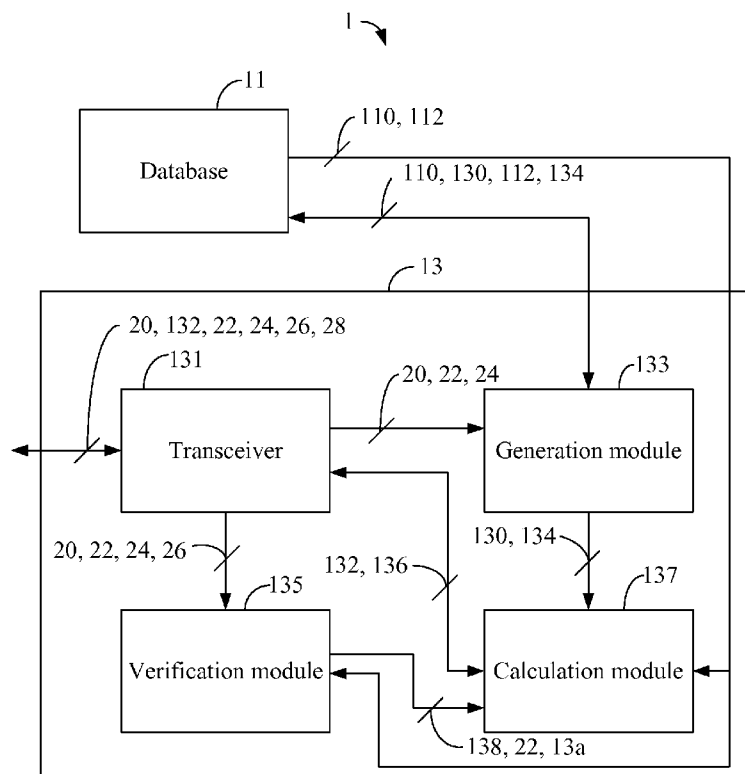 1
11
110, 112
Database
110, 130, 112, 134
13
20, 132, 22, 24, 26, 28
131
20, 22, 24
133
Transceiver
Generation module
20, 22, 24, 26
130, 134
132, 136
135
137
Verification module
Calculation module
138, 22, 13a